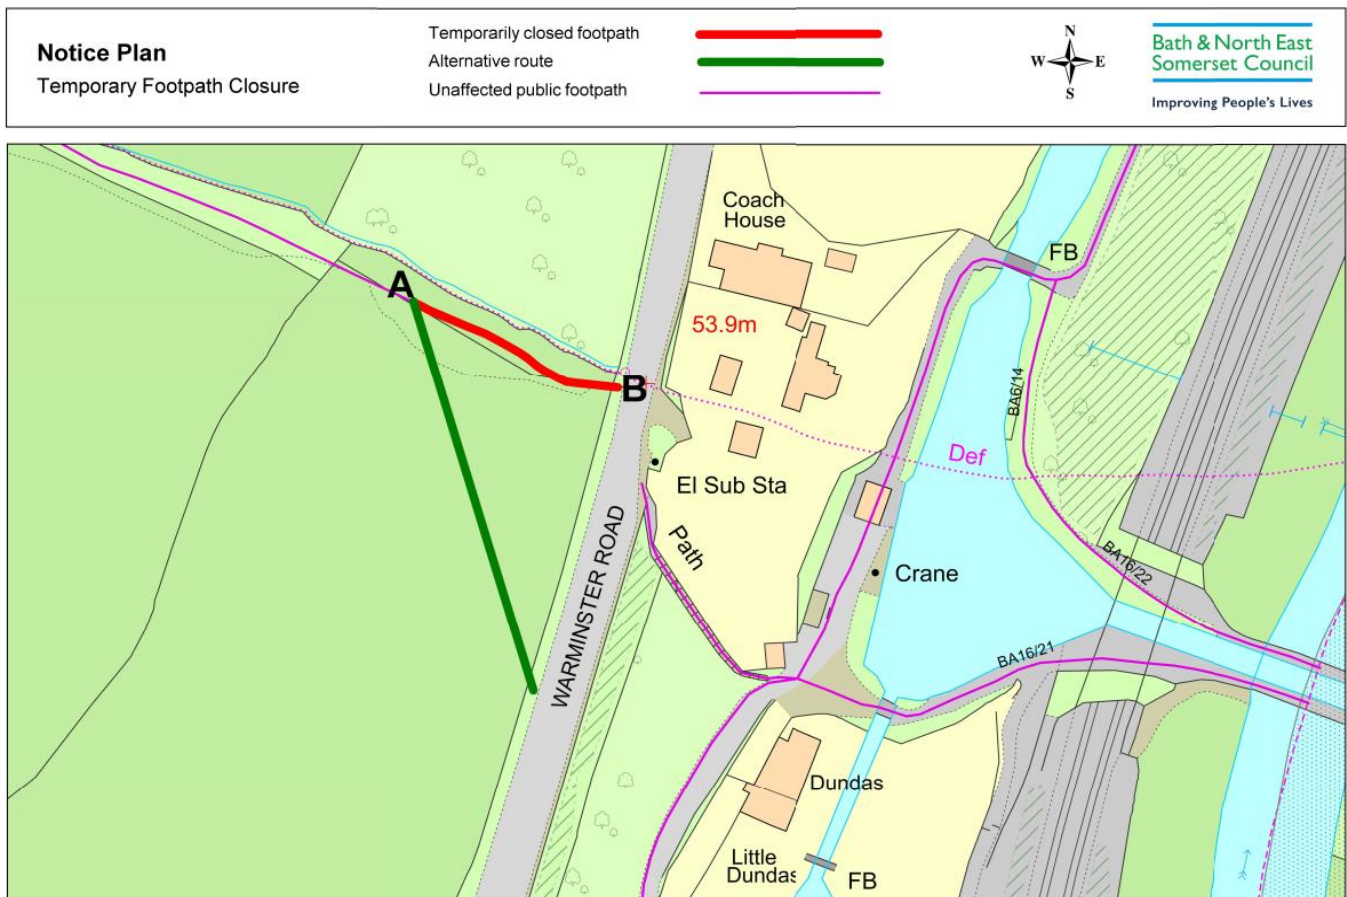 Notice Plan
Temporary Footpath Closure
Temporarily closed footpath
Alternative route
Unaffected public footpath
N
W E
S
Bath & North East
Somerset Council
Improving People's Lives
Coach
House
FB
A
53.9m
B
BA6/14
Def
El Sub Sta
Path
WARMINSTER ROAD
Crane
BA16/22
BA16/21
Dundas
Little
Dundas
FB